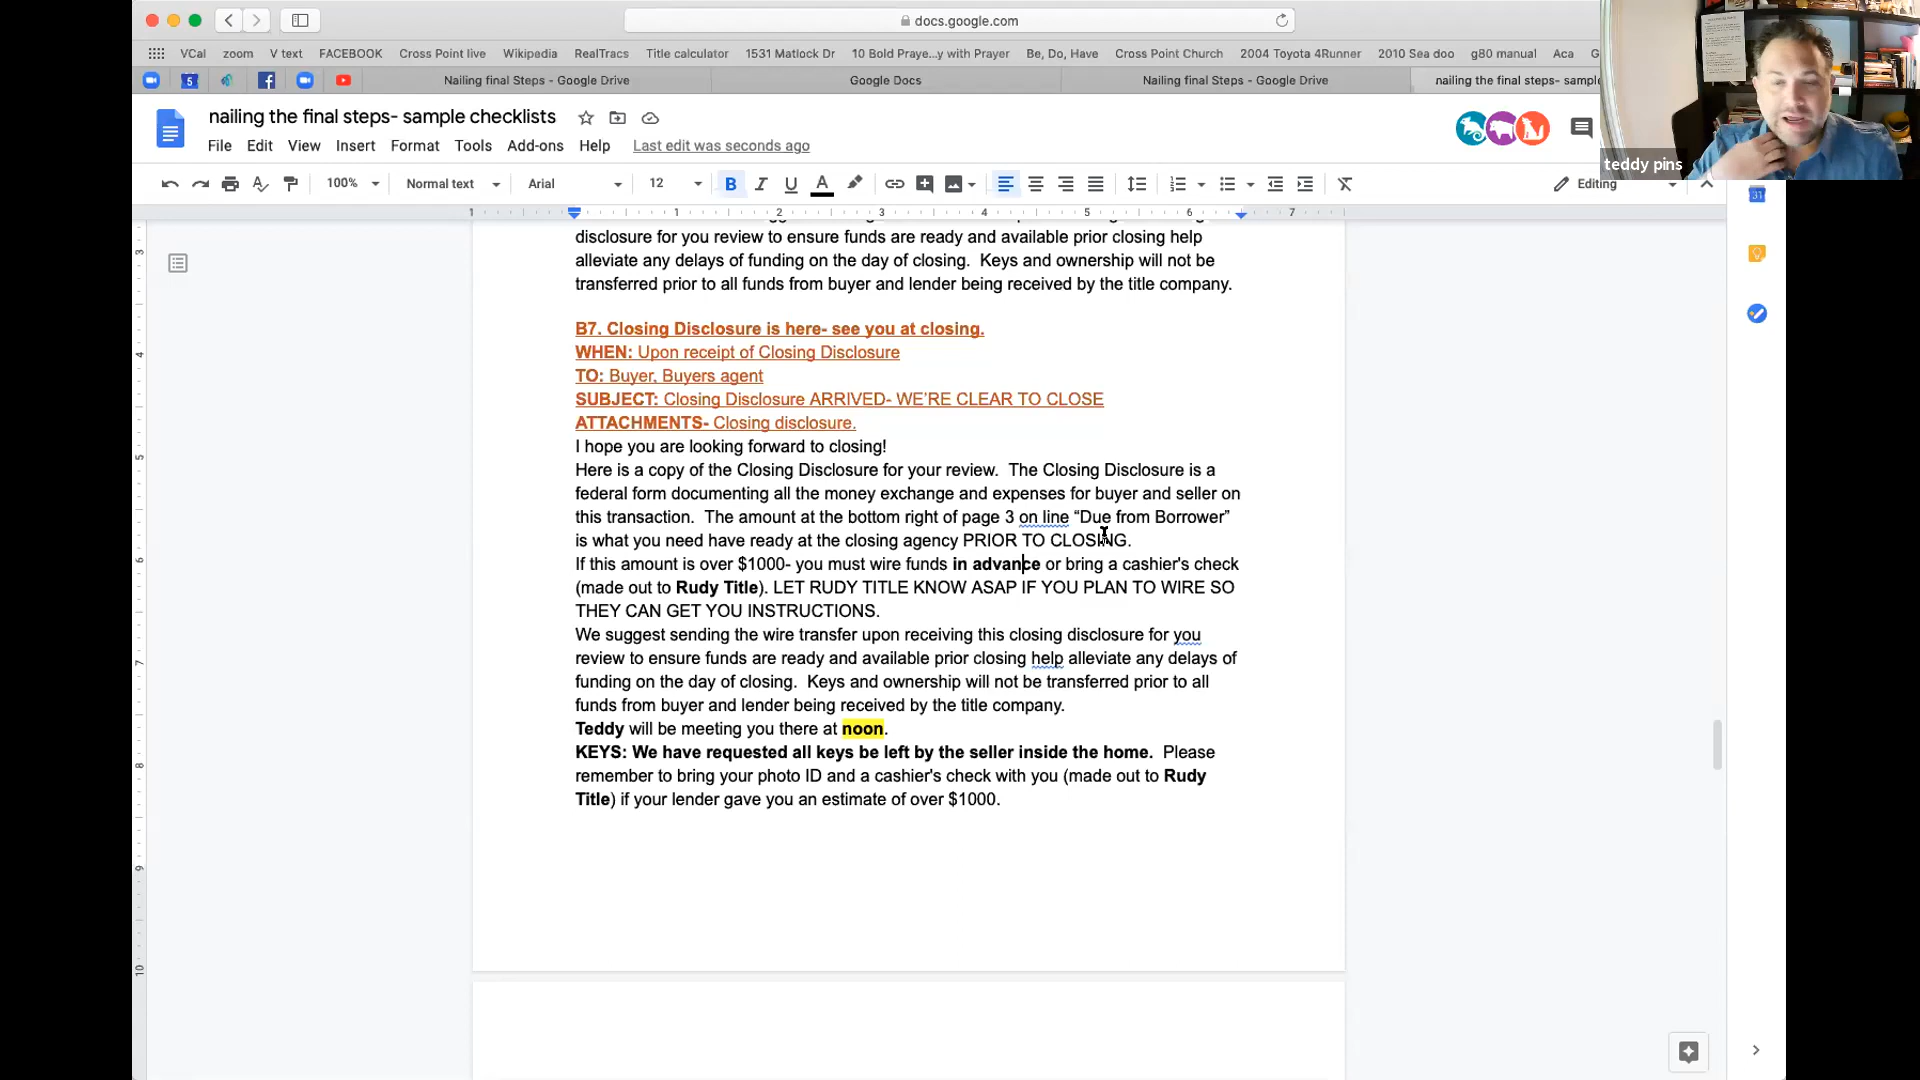 docs.google.com
VCal zoom V text FACEBOOK Cross Point live Wikipedia RealTracs Title calculator 1531 Matlock Dr 10 Bold Praye...y with Prayer Be, Do, Have Cross Point Church 2004 Toyota 4Runner 2010 Sea doo g80 manual Aca
5 Nailing final Steps - Google Drive Google Docs Nailing final Steps - Google Drive nailing the final steps- sample
nailing the final steps- sample checklists
File Edit View Insert Format Tools Add-ons Help Last edit was seconds ago
teddy pins
100% Normal text Arial 12 B I U A Editing
31
1 1 2 3 4 5 6 7
disclosure for you review to ensure funds are ready and available prior closing help
alleviate any delays of funding on the day of closing. Keys and ownership will not be
transferred prior to all funds from buyer and lender being received by the title company.
B7. Closing Disclosure is here- see you at closing.
WHEN: Upon receipt of Closing Disclosure
TO: Buyer, Buyers agent
SUBJECT: Closing Disclosure ARRIVED- WE'RE CLEAR TO CLOSE
ATTACHMENTS- Closing disclosure.
I hope you are looking forward to closing!
Here is a copy of the Closing Disclosure for your review. The Closing Disclosure is a
federal form documenting all the money exchange and expenses for buyer and seller on
this transaction. The amount at the bottom right of page 3 on line “Due from Borrower”
is what you need have ready at the closing agency PRIOR TO CLOSING.
If this amount is over $1000- you must wire funds in advance or bring a cashier's check
(made out to Rudy Title). LET RUDY TITLE KNOW ASAP IF YOU PLAN TO WIRE SO
THEY CAN GET YOU INSTRUCTIONS.
We suggest sending the wire transfer upon receiving this closing disclosure for you
review to ensure funds are ready and available prior closing help alleviate any delays of
funding on the day of closing. Keys and ownership will not be transferred prior to all
funds from buyer and lender being received by the title company.
Teddy will be meeting you there at noon.
KEYS: We have requested all keys be left by the seller inside the home. Please
remember to bring your photo ID and a cashier's check with you (made out to Rudy
Title) if your lender gave you an estimate of over $1000.
3
4
5
7
8
9
10